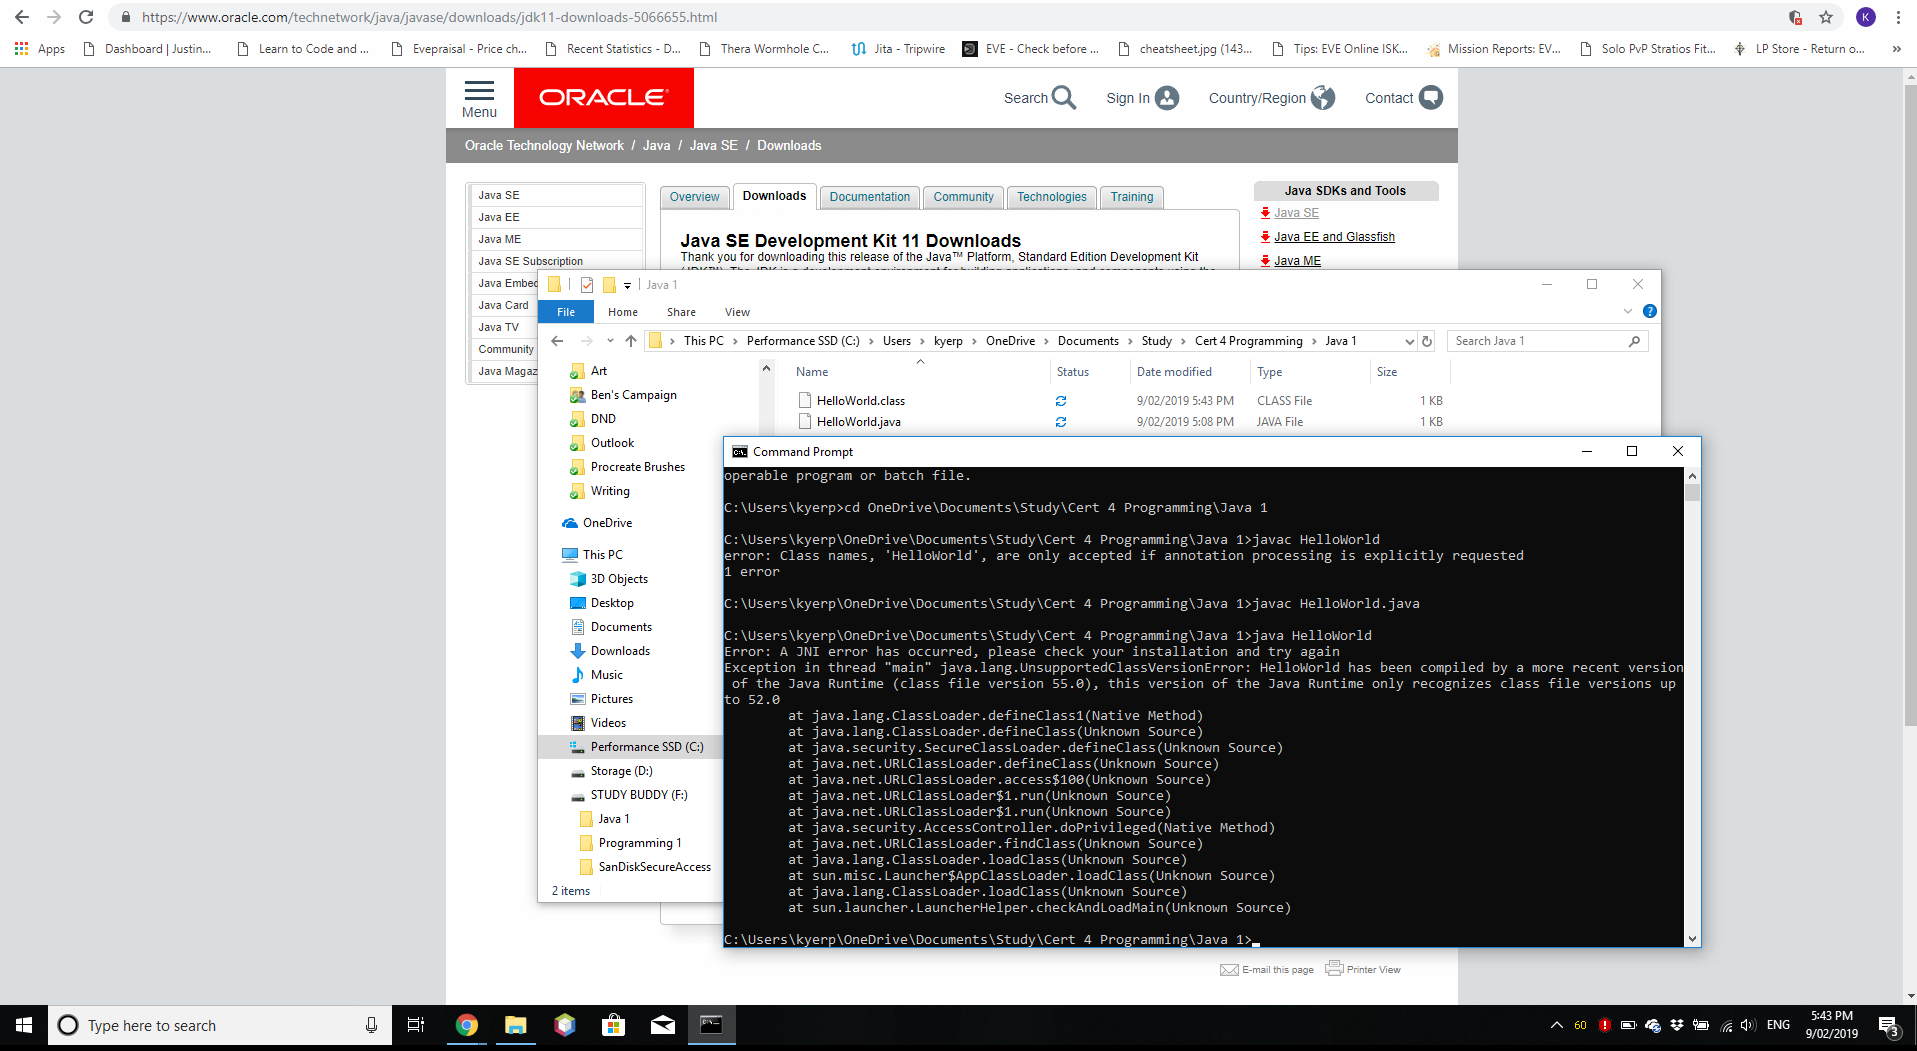 https://www.oracle.com/technetwork/java/javase/downloads/jdk11-downloads-5066655.html
K
Apps
Dashboard | Justin...
Learn to Code and ...
Evepraisal - Price ch...
Recent Statistics - D...
Thera Wormhole C...
Jita - Tripwire
EVE - Check before ...
cheatsheet.jpg (143...
Tips: EVE Online ISK...
Mission Reports: EV...
Solo PvP Stratios Fit...
LP Store - Return o...
»
Menu
ORACLE
Search
Sign In
Country/Region
Contact
Oracle Technology Network / Java / Java SE / Downloads
Java SE
Java EE
Java ME
Java SE Subscription
Java Embed
Java Card
Java TV
Community
Java Magaz
Overview
Downloads
Documentation
Community
Technologies
Training
Java SE Development Kit 11 Downloads
Thank you for downloading this release of the Java™ Platform, Standard Edition Development Kit
Java SDKs and Tools
Java SE
Java EE and Glassfish
Java ME
Java 1
File
Home
Share
View
This PC > Performance SSD (C:) > Users > kyerp > OneDrive > Documents > Study > Cert 4 Programming > Java 1
Search Java 1
Art
Ben's Campaign
DND
Outlook
Procreate Brushes
Writing
OneDrive
This PC
3D Objects
Desktop
Documents
Downloads
Music
Pictures
Videos
Performance SSD (C:)
Storage (D:)
STUDY BUDDY (F:)
Java 1
Programming 1
SanDiskSecureAccess
2 items
Name Status Date modified Type Size
HelloWorld.class 9/02/2019 5:43 PM CLASS File 1 KB
HelloWorld.java 9/02/2019 5:08 PM JAVA File 1 KB
Command Prompt
operable program or batch file.
C:\Users\kyerp>cd OneDrive\Documents\Study\Cert 4 Programming\Java 1
C:\Users\kyerp\OneDrive\Documents\Study\Cert 4 Programming\Java 1>javac HelloWorld
error: Class names, 'HelloWorld', are only accepted if annotation processing is explicitly requested
1 error
C:\Users\kyerp\OneDrive\Documents\Study\Cert 4 Programming\Java 1>javac HelloWorld.java
C:\Users\kyerp\OneDrive\Documents\Study\Cert 4 Programming\Java 1>java HelloWorld
Error: A JNI error has occurred, please check your installation and try again
Exception in thread "main" java.lang.UnsupportedClassVersionError: HelloWorld has been compiled by a more recent version
of the Java Runtime (class file version 55.0), this version of the Java Runtime only recognizes class file versions up
to 52.0
at java.lang.ClassLoader.defineClass1(Native Method)
at java.lang.ClassLoader.defineClass(Unknown Source)
at java.security.SecureClassLoader.defineClass(Unknown Source)
at java.net.URLClassLoader.defineClass(Unknown Source)
at java.net.URLClassLoader.access$100(Unknown Source)
at java.net.URLClassLoader$1.run(Unknown Source)
at java.net.URLClassLoader$1.run(Unknown Source)
at java.security.AccessController.doPrivileged(Native Method)
at java.net.URLClassLoader.findClass(Unknown Source)
at java.lang.ClassLoader.loadClass(Unknown Source)
at sun.misc.Launcher$AppClassLoader.loadClass(Unknown Source)
at java.lang.ClassLoader.loadClass(Unknown Source)
at sun.launcher.LauncherHelper.checkAndLoadMain(Unknown Source)
C:\Users\kyerp\OneDrive\Documents\Study\Cert 4 Programming\Java 1>
E-mail this page
Printer View
Type here to search
60
ENG
5:43 PM
9/02/2019
3